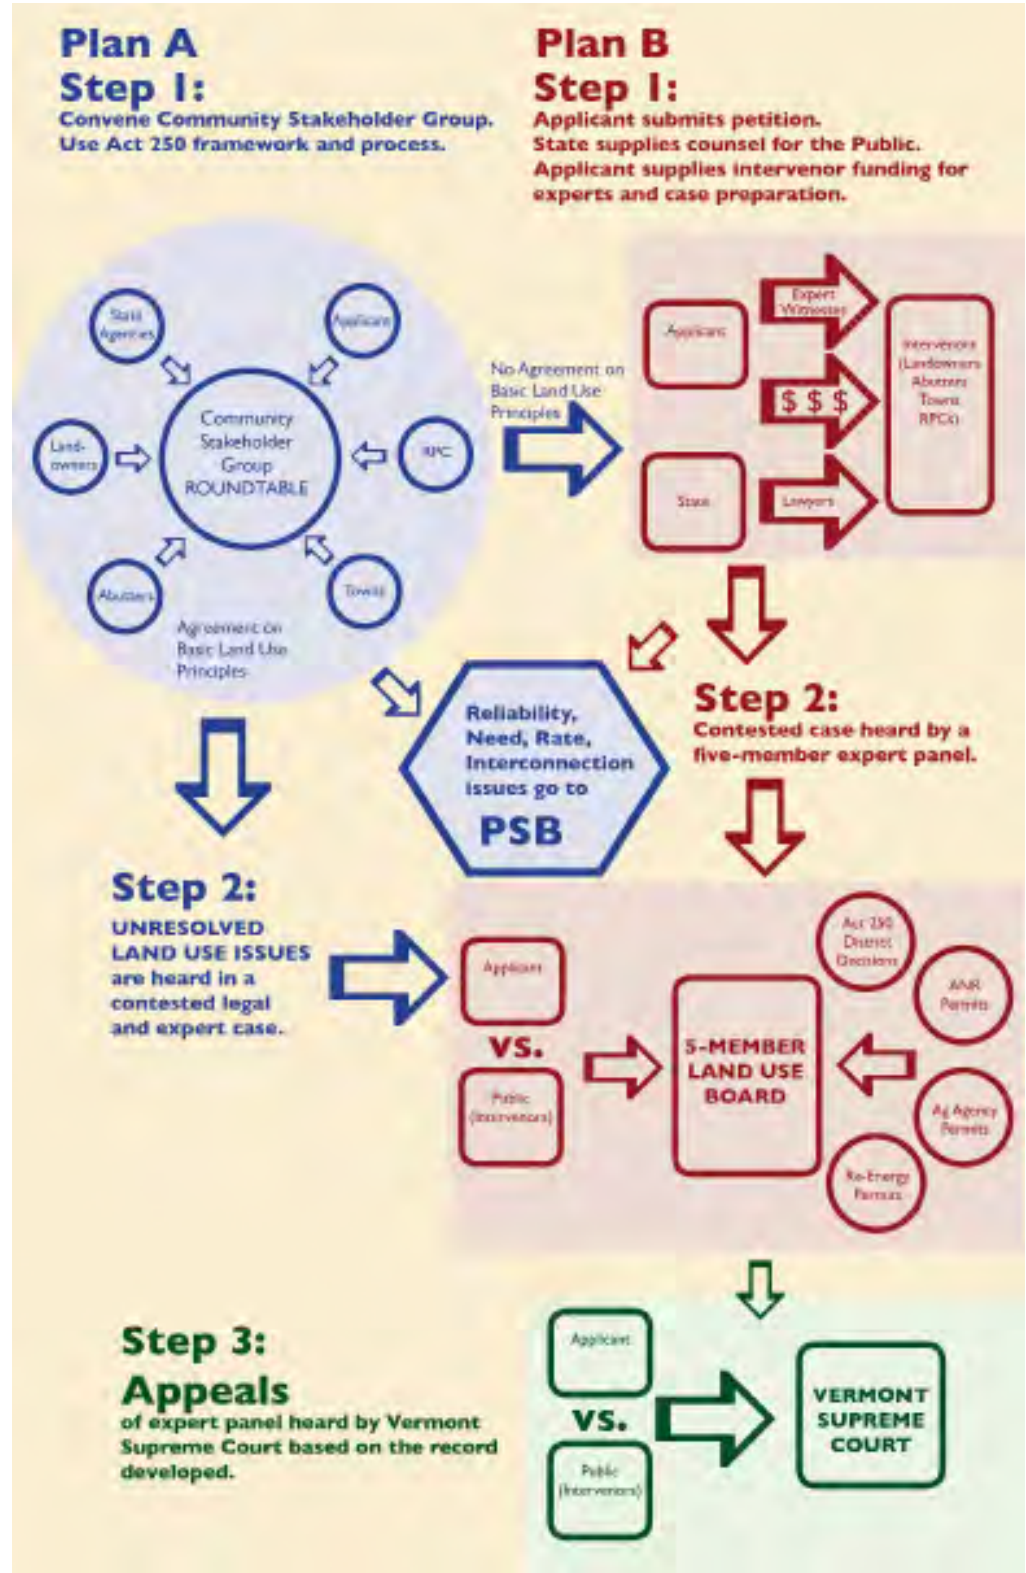 Plan A
Step 1:
Convene Community Stakeholder Group.
Use Act 250 framework and process.
Plan B
Step 1:
Applicant submits petition.
State supplies counsel for the Public.
Applicant supplies intervenor funding for
experts and case preparation.
State
Agencies
Applicant
Land-
owners
Community
Stakeholder
Group
ROUNDTABLE
RPC
Abutters
Towns
Agreement on
Basic Land Use
Principles
No Agreement on
Basic Land Use
Principles
Applicant
Expert
Witnesses
$ $ $
State
Lawyers
Intervenors
(Landowners
Abutters
Towns
RPCs)
Reliability,
Need, Rate,
Interconnection
issues go to
PSB
Step 2:
Contested case heard by a
five-member expert panel.
Step 2:
UNRESOLVED
LAND USE ISSUES
are heard in a
contested legal
and expert case.
Applicant
VS.
Public
(Intervenors)
5-MEMBER
LAND USE
BOARD
Act 250
District
Decisions
ANR
Permits
Ag Agency
Permits
Re-Energy
Permits
Step 3:
Appeals
of expert panel heard by Vermont
Supreme Court based on the record
developed.
Applicant
VS.
Public
(Intervenors)
VERMONT
SUPREME
COURT